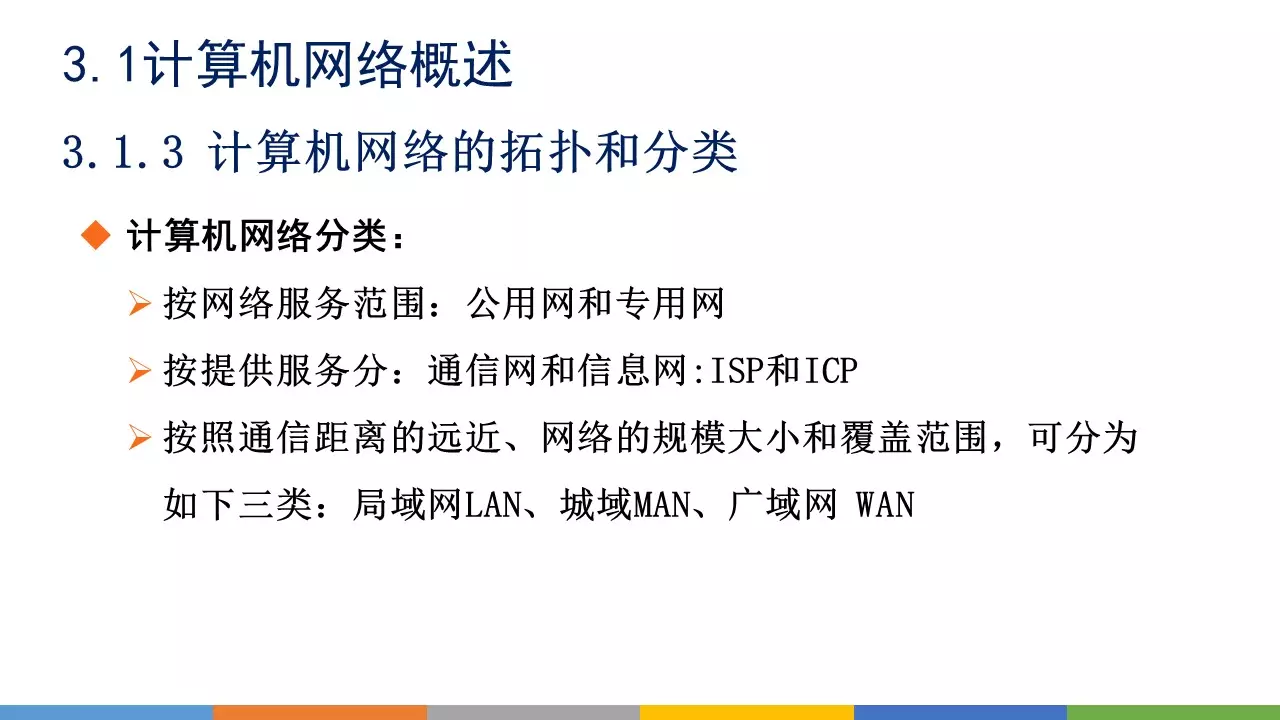 3.1计算机网络概述
3.1.3 计算机网络的拓扑和分类
计算机网络分类：
按网络服务范围：公用网和专用网
按提供服务分：通信网和信息网:ISP和ICP
按照通信距离的远近、网络的规模大小和覆盖范围，可分为
如下三类：局域网LAN、城域MAN、广域网 WAN